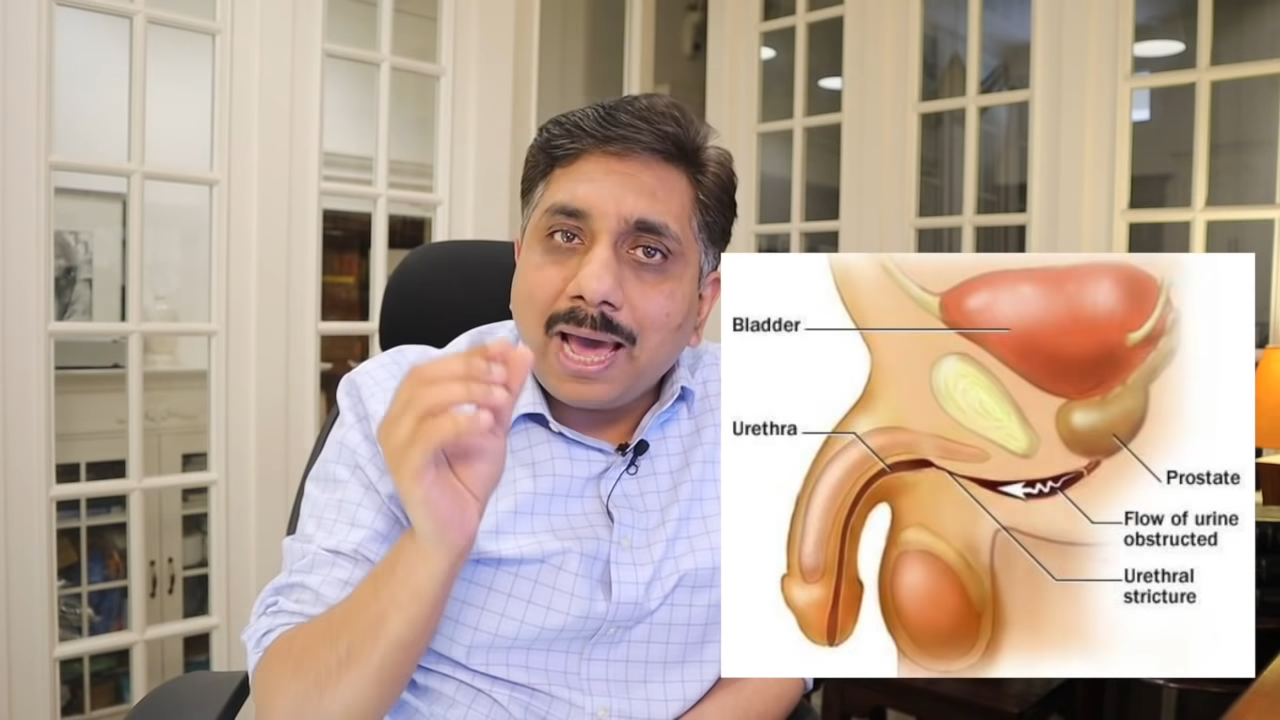 Bladder
Urethra
Prostate
Flow of urine
obstructed
Urethral
stricture